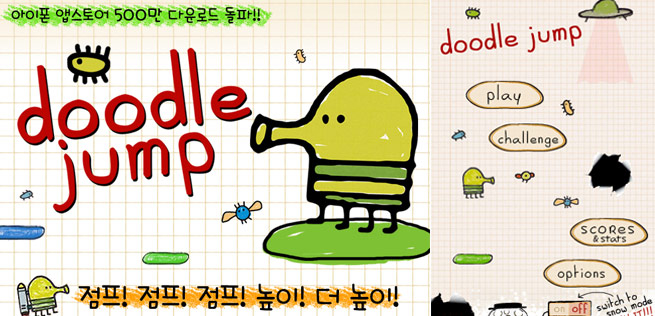 아이폰 앱스토어 500만 다운로드 돌파!!
doodle
jump
점프! 점프! 점프! 높이! 더 높이!
doodle jump
play
challenge
scores
& stats
options
on off
switch to
snow mode
IT!!!